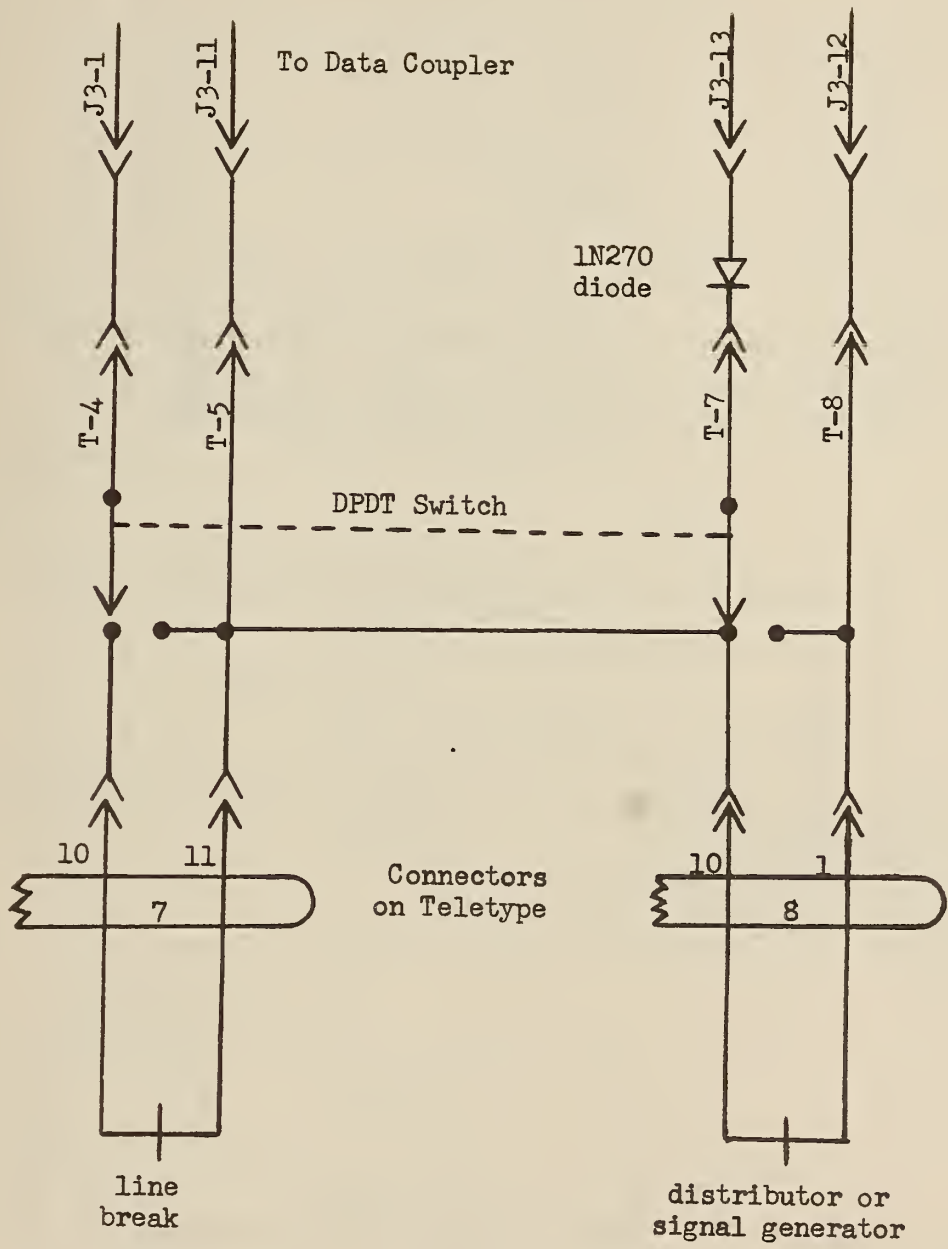 J3-1
J3-11
To Data Coupler
J3-13
J3-12
1N270
diode
T-4
T-5
T-7
T-8
DPDT Switch
10
11
7
Connectors
on Teletype
10
1
8
line
break
distributor or
signal generator